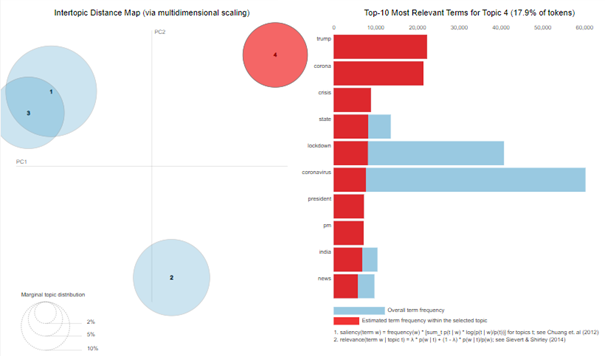 Intertopic Distance Map (via multidimensional scaling)
PC2
4
1
3
PC1
2
Marginal topic distribution
2%
5%
10%
Top-10 Most Relevant Terms for Topic 4 (17.9% of tokens)
0 10,000 20,000 30,000 40,000 50,000 60,000
trump
corona
crisis
state
lockdown
coronavirus
president
pm
india
news
Overall term frequency
Estimated term frequency within the selected topic
1. saliency(term w) = frequency(w) * [sum_t p(t | w) * log(p(t | w)/p(t))] for topics t; see Chuang et. al (2012)
2. relevance(term w | topic t) = λ * p(w | t) + (1 - λ) * p(w | t)/p(w); see Sievert & Shirley (2014)